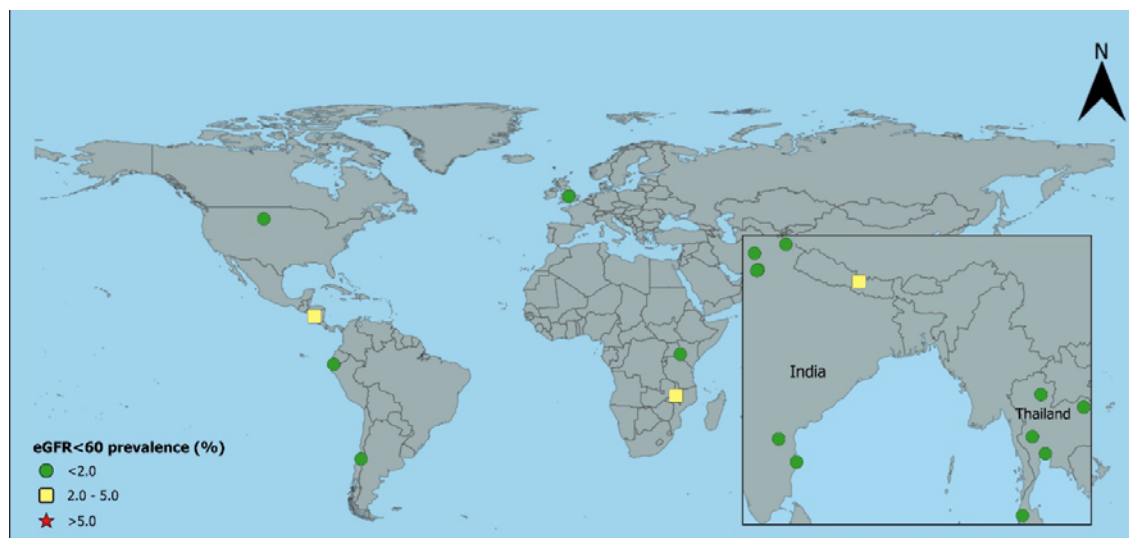 N
India
Thailand
eGFR<60 prevalence (%)
<2.0
2.0 - 5.0
>5.0